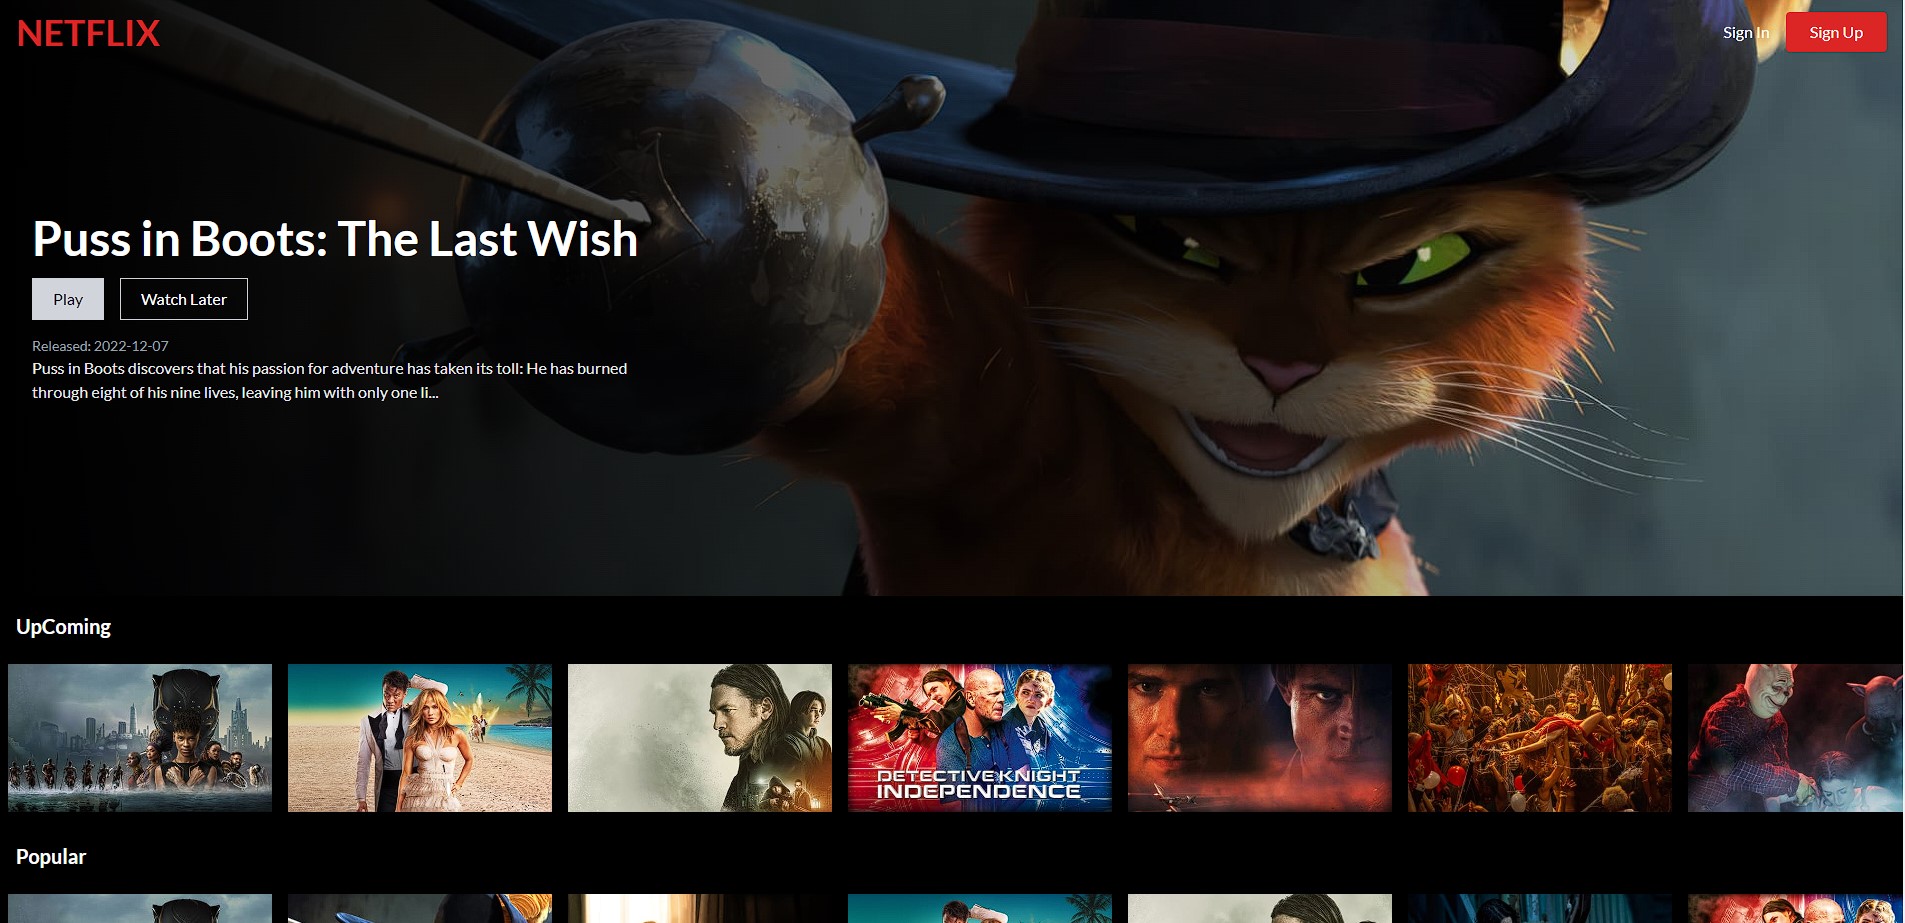 NETFLIX
Sign In
Sign Up
Puss in Boots: The Last Wish
Play
Watch Later
Released: 2022-12-07
Puss in Boots discovers that his passion for adventure has taken its toll: He has burned
through eight of his nine lives, leaving him with only one li...
UpComing
DETECTIVE KNIGHT
INDEPENDENCE
Popular